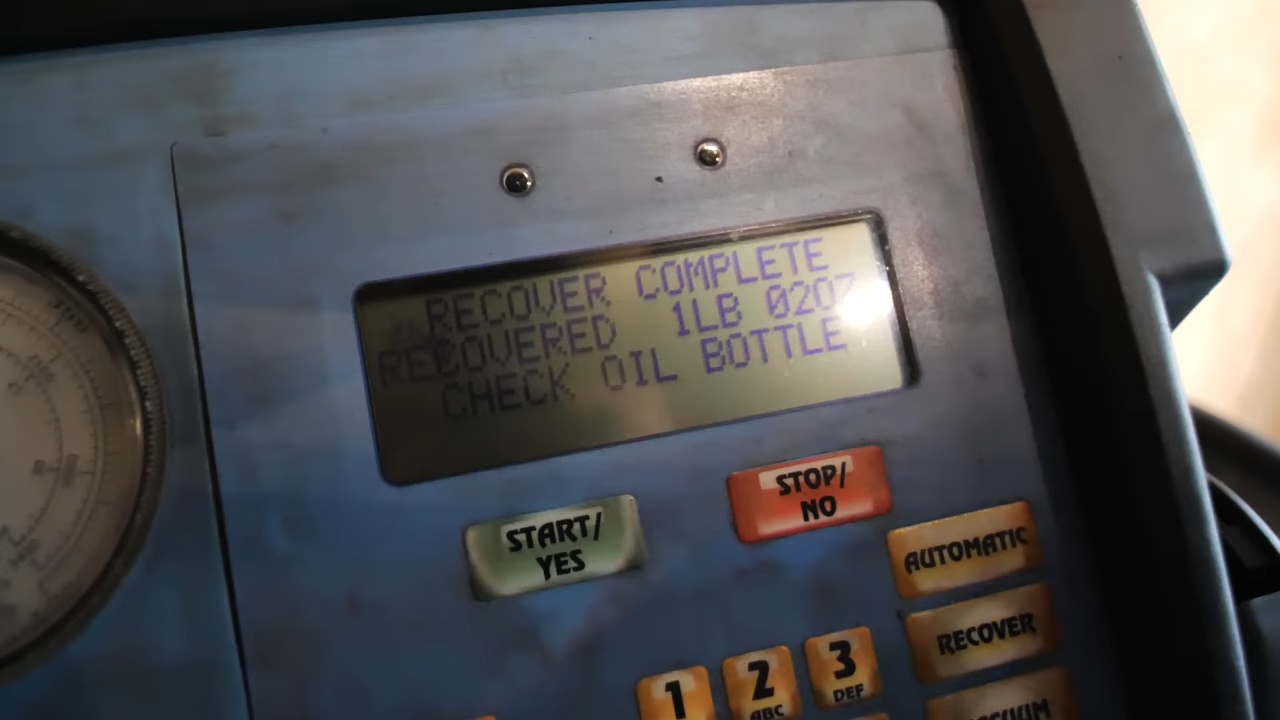 RECOVER COMPLETE
RECOVERED 1LB 02OZ
CHECK OIL BOTTLE
START/
YES
STOP/
NO
AUTOMATIC
RECOVER
1
2
ABC
3
DEF